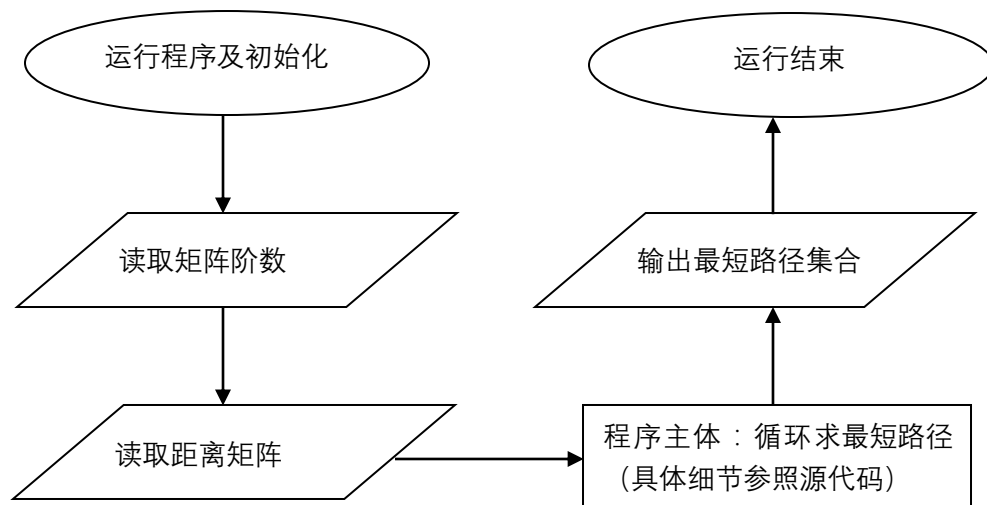 运行程序及初始化
读取矩阵阶数
读取距离矩阵
程序主体：循环求最短路径
（具体细节参照源代码）
输出最短路径集合
运行结束